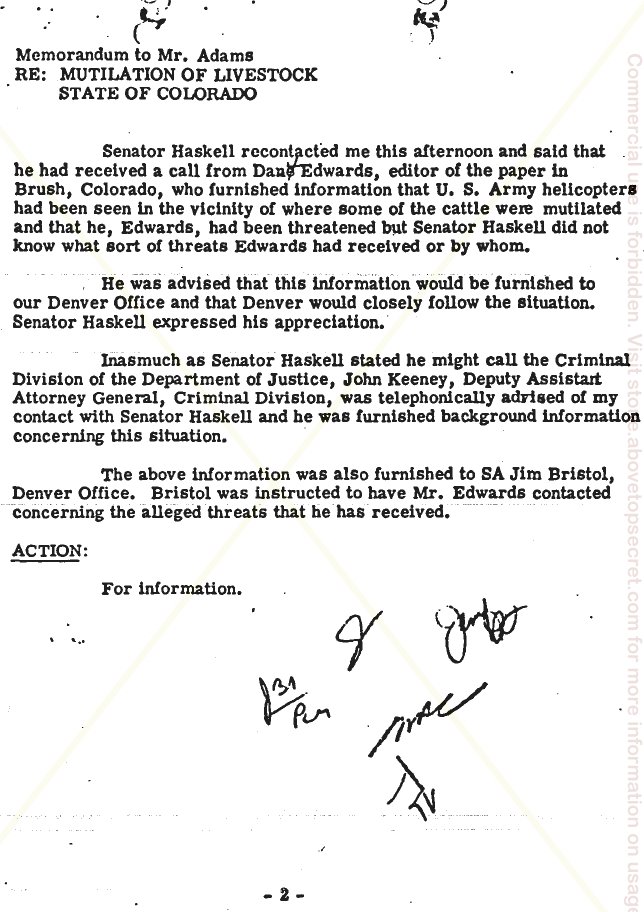 Memorandum to Mr. Adams
RE: MUTILATION OF LIVESTOCK
STATE OF COLORADO
Senator Haskell recontacted me this afternoon and said that
he had received a call from Dane Edwards, editor of the paper in
Brush, Colorado, who furnished information that U. S. Army helicopters
had been seen in the vicinity of where some of the cattle were mutilated
and that he, Edwards, had been threatened but Senator Haskell did not
know what sort of threats Edwards had received or by whom.
He was advised that this information would be furnished to
our Denver Office and that Denver would closely follow the situation.
Senator Haskell expressed his appreciation.
Inasmuch as Senator Haskell stated he might call the Criminal
Division of the Department of Justice, John Keeney, Deputy Assistant
Attorney General, Criminal Division, was telephonically advised of my
contact with Senator Haskell and he was furnished background information
concerning this situation.
The above information was also furnished to SA Jim Bristol,
Denver Office. Bristol was instructed to have Mr. Edwards contacted
concerning the alleged threats that he has received.
ACTION:
For information.
- 2 -
Commercial use is forbidden. Visit store.abovetopsecret.com for more information on usage